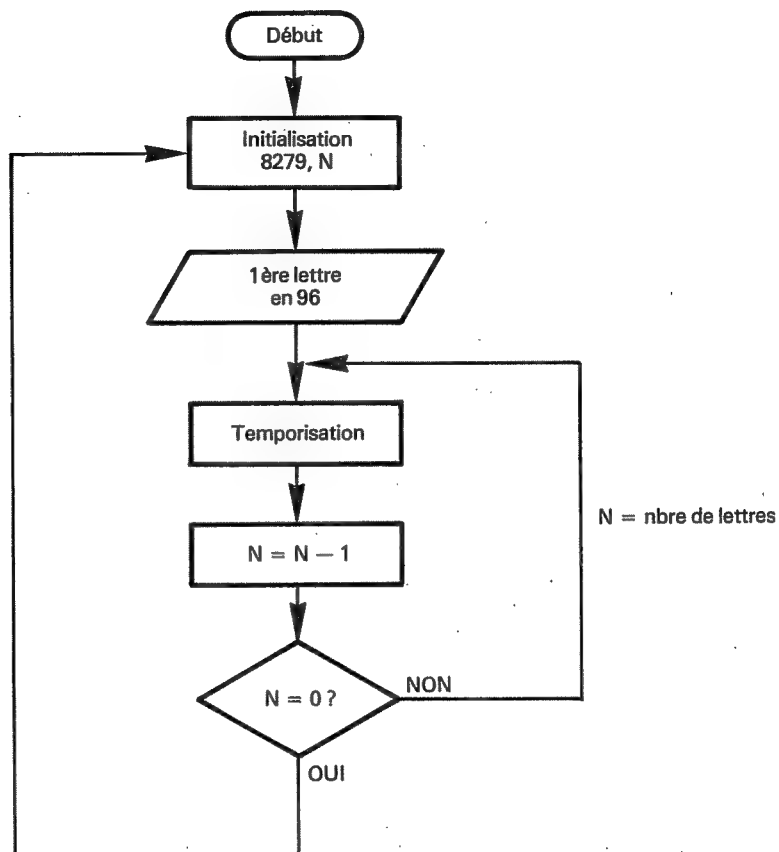 Début
Initialisation
8279, N
1ère lettre
en 96
Temporisation
N = nbre de lettres
N = N — 1
N = 0 ?
NON
OUI